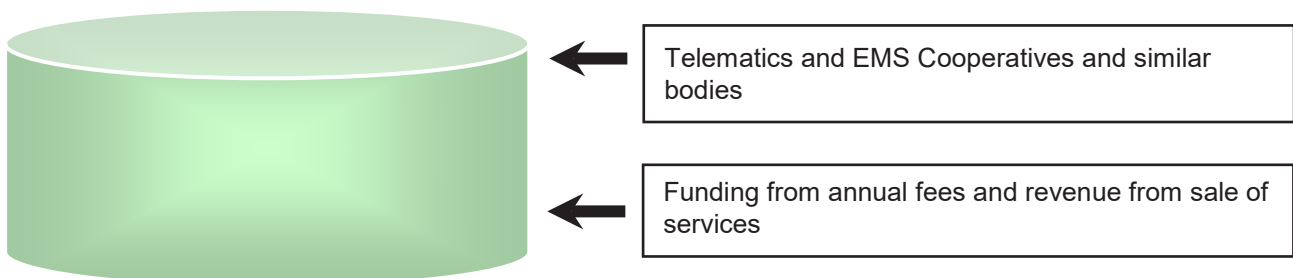 Telematics and EMS Cooperatives and similar
bodies
Funding from annual fees and revenue from sale of
services